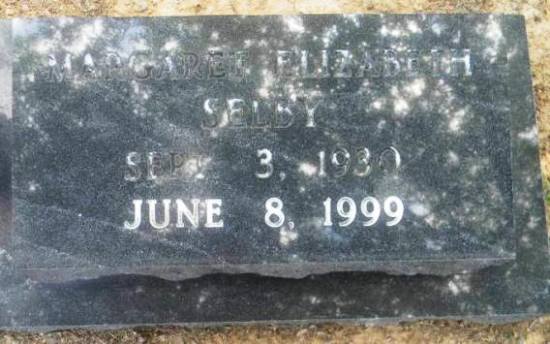 MARGARET ELIZABETH
SELBY
SEPT. 3, 1930
JUNE 8, 1999